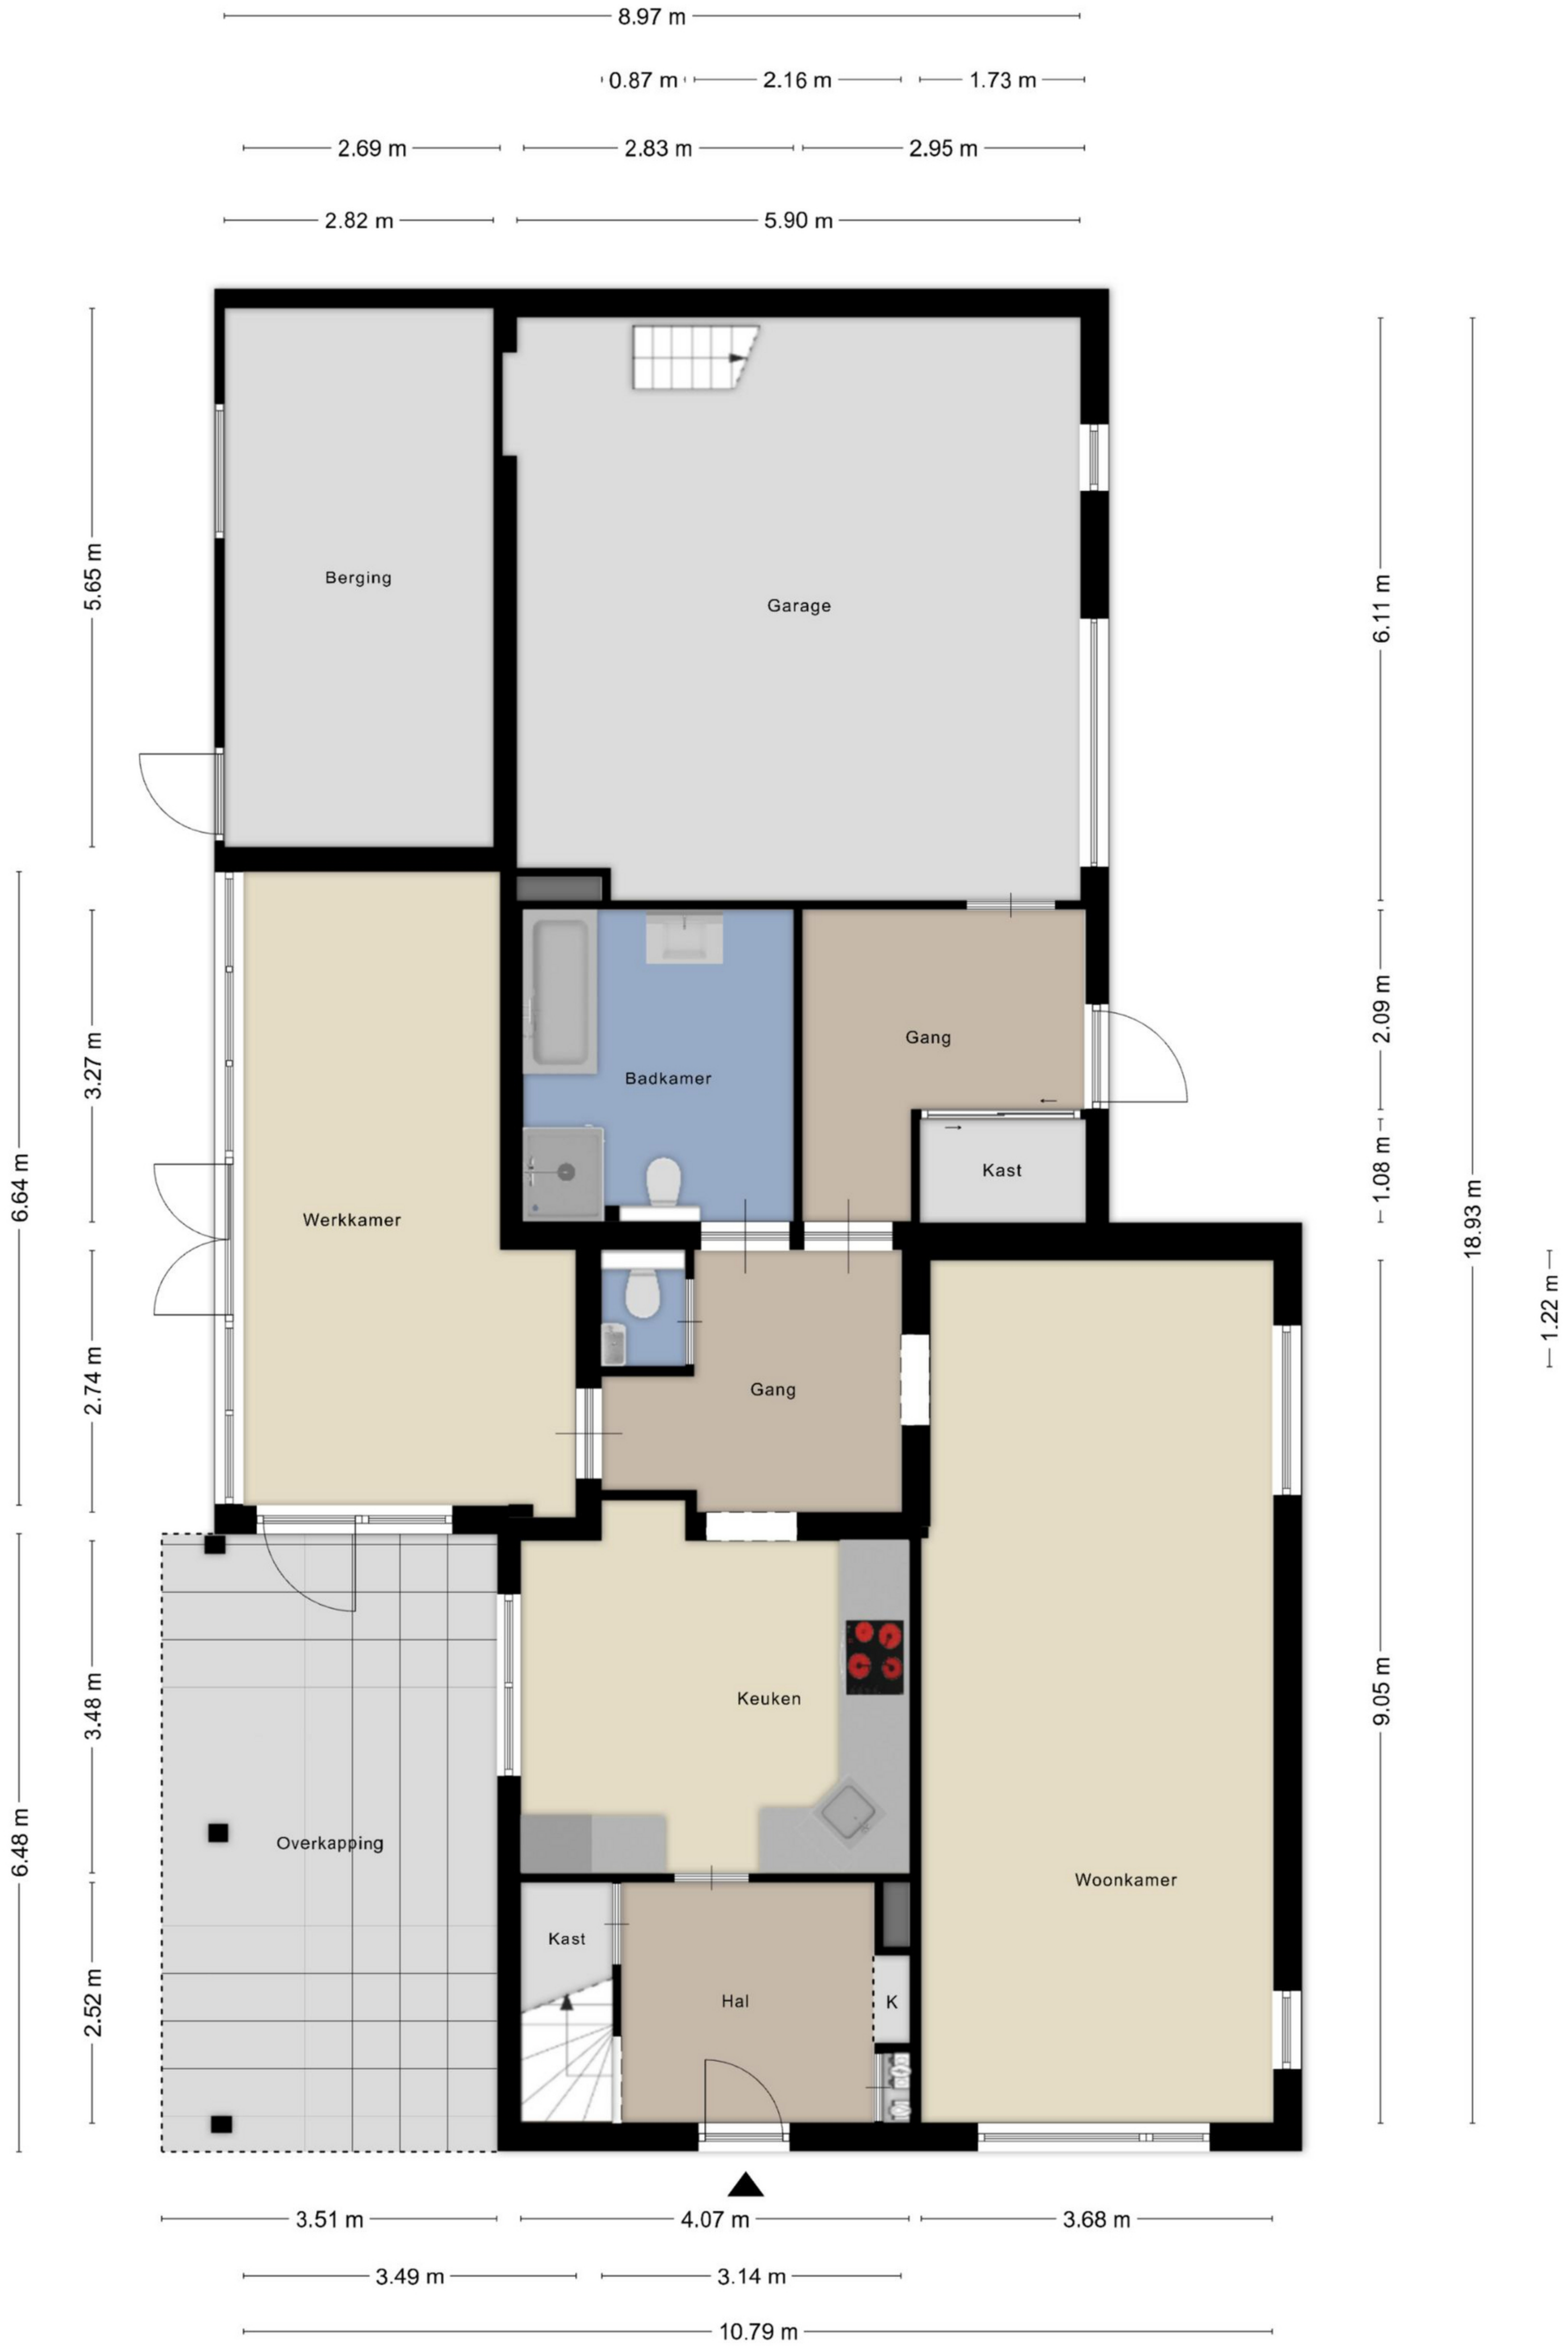 8.97 m
0.87 m 2.16 m 1.73 m
2.69 m 2.83 m 2.95 m
2.82 m 5.90 m
5.65 m
Berging
Garage
6.11 m
3.27 m
6.64 m
2.74 m
Werkkamer
Badkamer
Gang
Kast
2.09 m
1.08 m
18.93 m
1.22 m
Gang
3.48 m
6.48 m
2.52 m
Overkapping
Keuken
Woonkamer
9.05 m
Kast
Hal
K
3.51 m 4.07 m 3.68 m
3.49 m 3.14 m
10.79 m